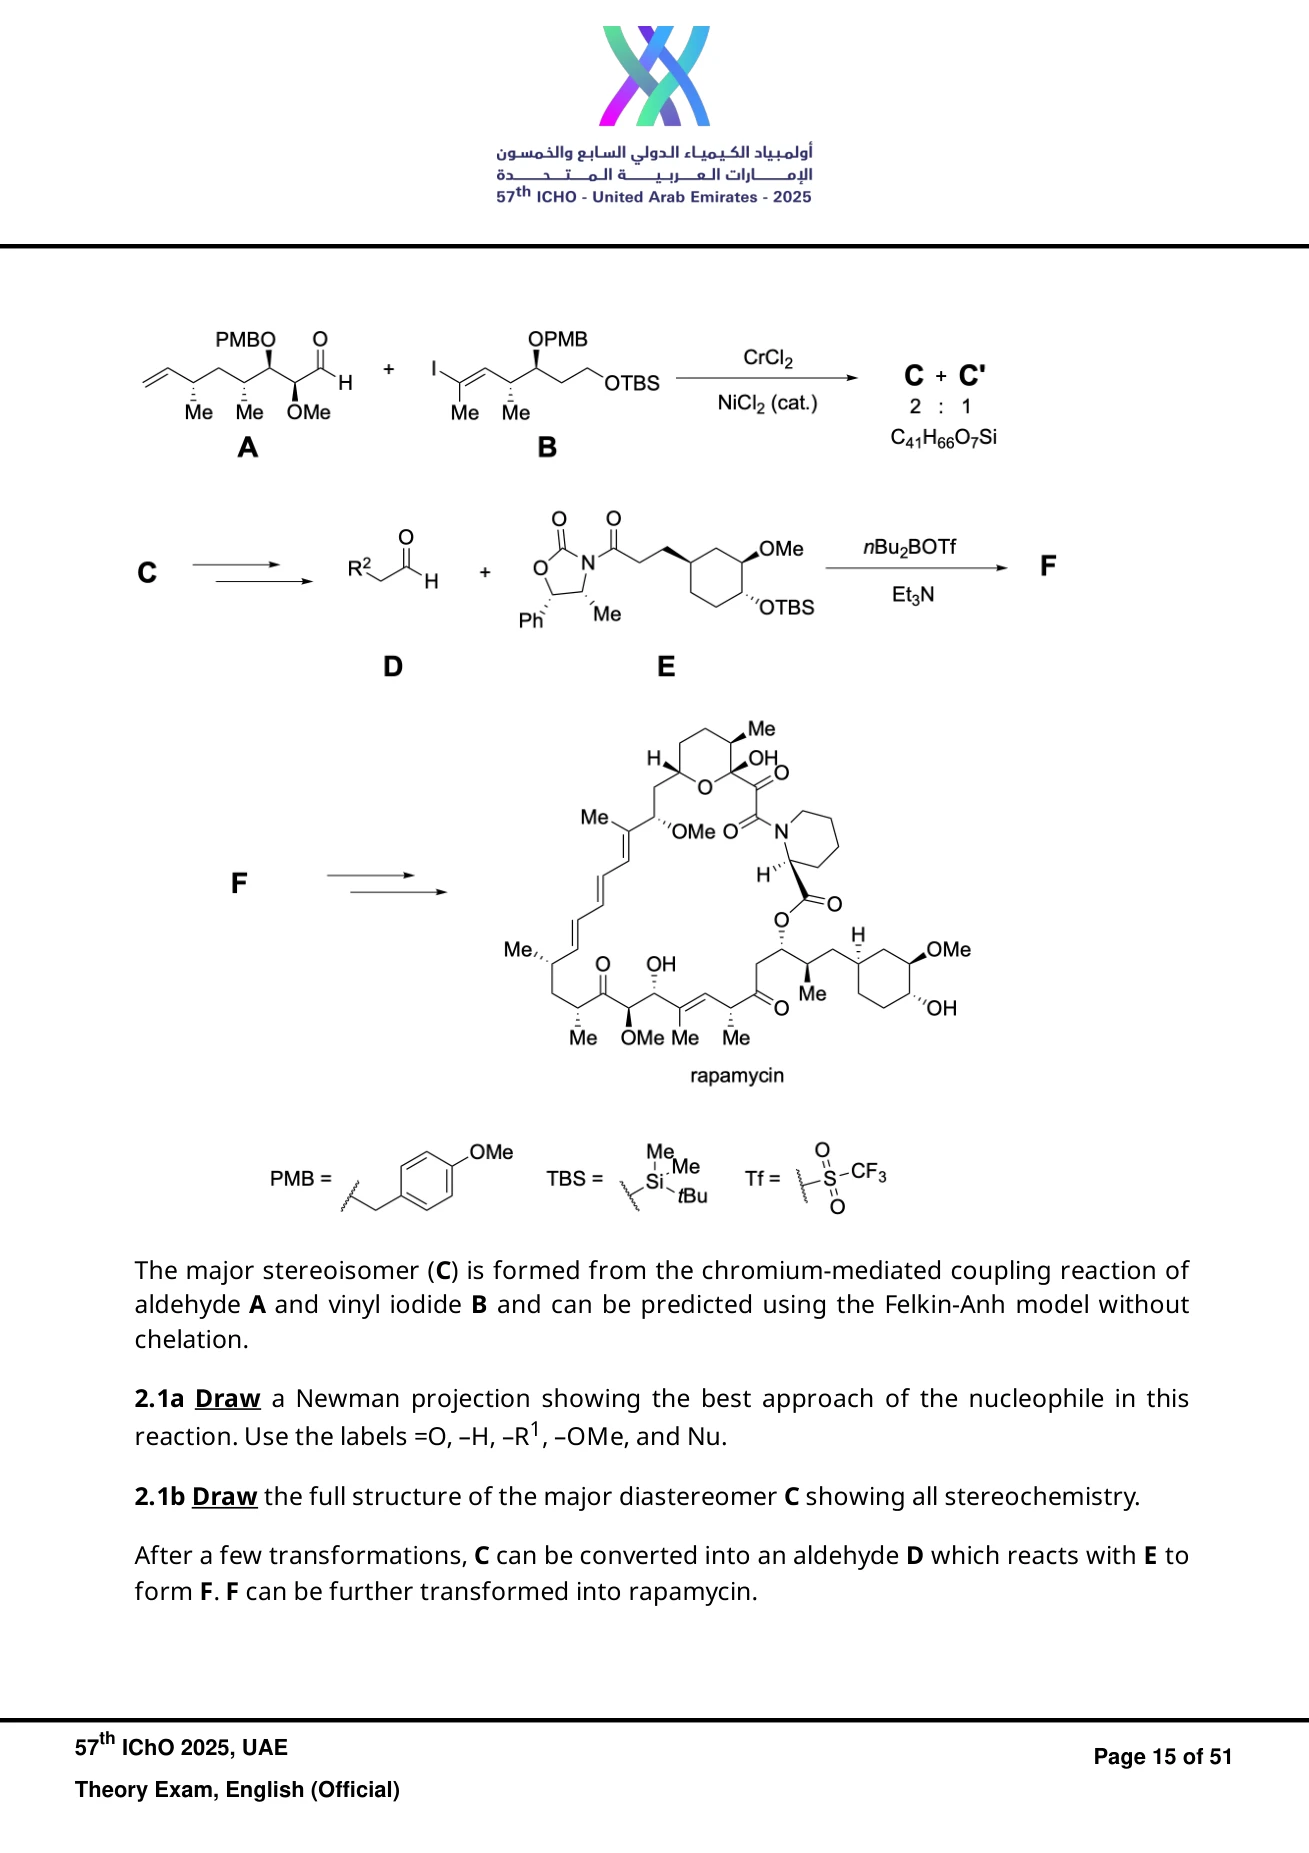 أولمبياد الكيمياء الدولي السابع والخمسون
الإمــــارات العــربيــــة المــتــحــدة
57th ICHO - United Arab Emirates - 2025
PMBO O
H
Me Me OMe
A
+
OPMB
I
OTBS
Me Me
B
CrCl2
NiCl2 (cat.)
C + C'
2 : 1
C41H66O7Si
C
O
R2
H
D
+
O O
O N
Ph Me
OMe
OTBS
E
nBu2BOTf
Et3N
F
F
Me
H OH
O O
Me
OMe O N
H
O
O
H
Me O OH OMe
Me O OH
Me OMe Me Me
rapamycin
PMB = OMe
TBS = Me Me Si tBu
Tf = O S CF3 O
The major stereoisomer (C) is formed from the chromium-mediated coupling reaction of
aldehyde A and vinyl iodide B and can be predicted using the Felkin-Anh model without
chelation.
2.1a Draw a Newman projection showing the best approach of the nucleophile in this
reaction. Use the labels =O, –H, –R1, –OMe, and Nu.
2.1b Draw the full structure of the major diastereomer C showing all stereochemistry.
After a few transformations, C can be converted into an aldehyde D which reacts with E to
form F. F can be further transformed into rapamycin.
57th IChO 2025, UAE
Theory Exam, English (Official)
Page 15 of 51